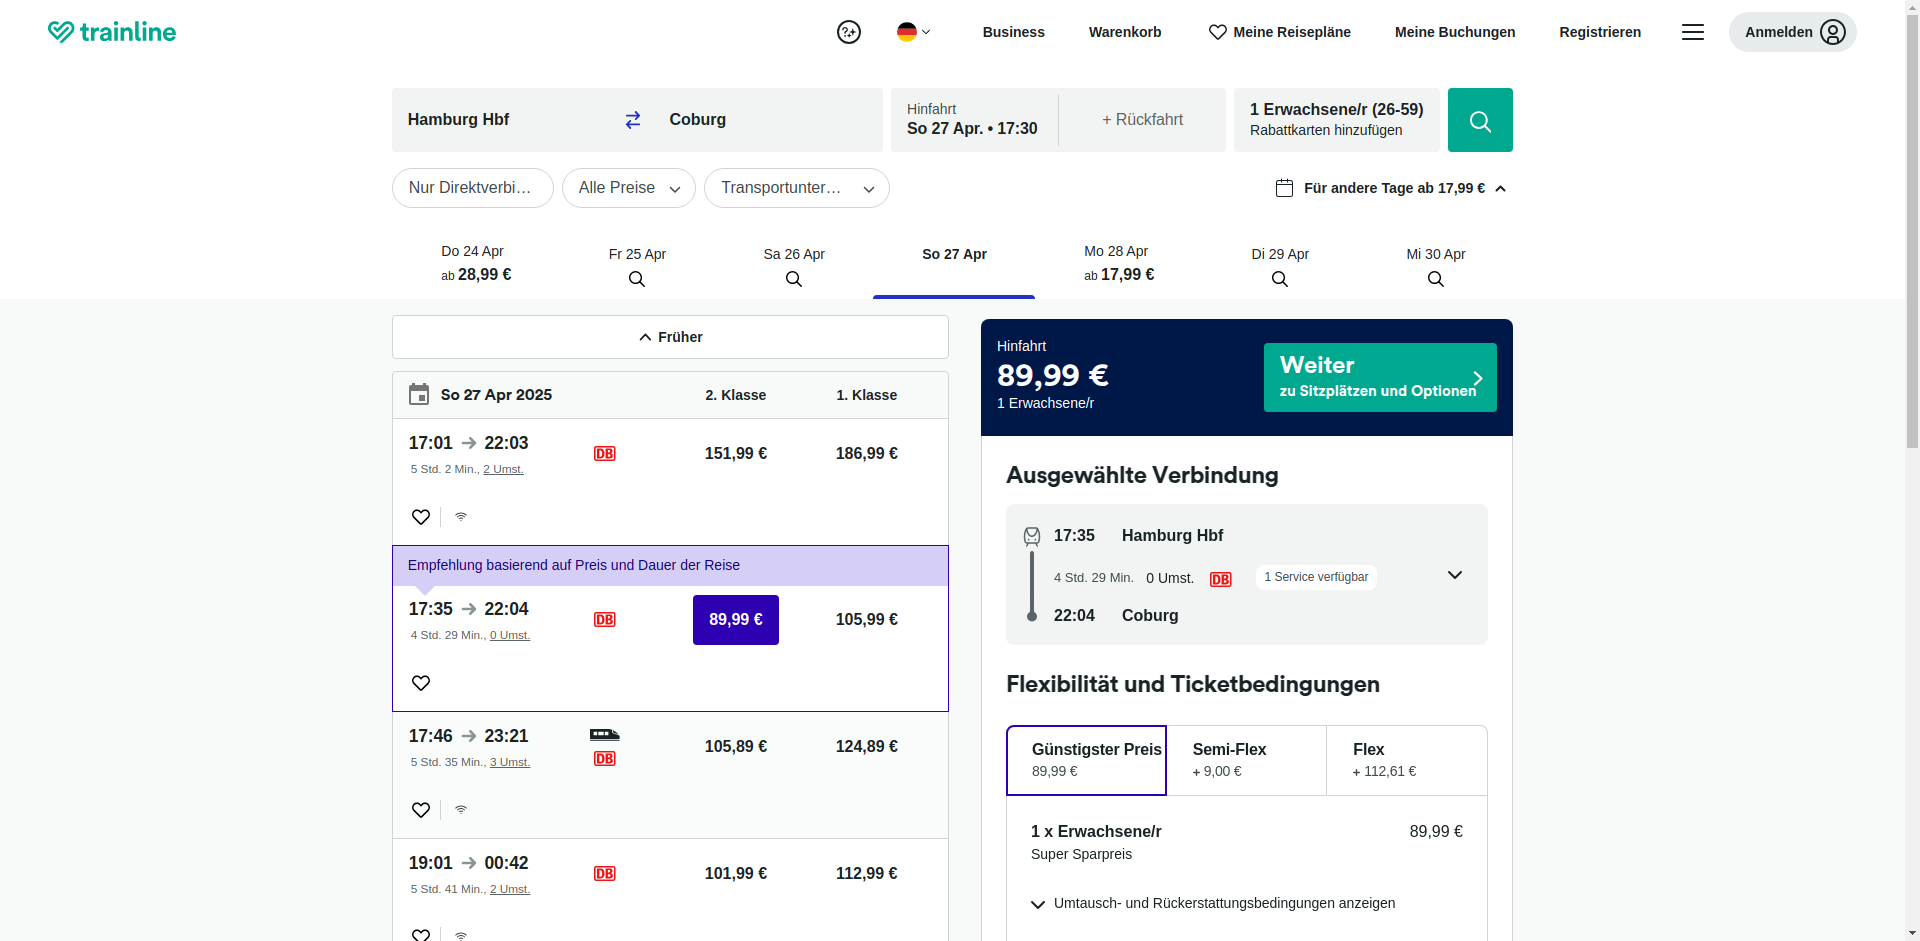 trainline
Business
Warenkorb
Meine Reisepläne
Meine Buchungen
Registrieren
Anmelden
Hamburg Hbf
Coburg
Hinfahrt
So 27 Apr. • 17:30
+ Rückfahrt
1 Erwachsene/r (26-59)
Rabattkarten hinzufügen
Nur Direktverbi…
Alle Preise
Transportunter…
Für andere Tage ab 17,99 €
Do 24 Apr
ab 28,99 €
Fr 25 Apr
Sa 26 Apr
So 27 Apr
Mo 28 Apr
ab 17,99 €
Di 29 Apr
Mi 30 Apr
Früher
So 27 Apr 2025
2. Klasse
1. Klasse
17:01 → 22:03
DB
151,99 €
186,99 €
5 Std. 2 Min., 2 Umst.
Empfehlung basierend auf Preis und Dauer der Reise
17:35 → 22:04
DB
89,99 €
105,99 €
4 Std. 29 Min., 0 Umst.
17:46 → 23:21
DB
105,89 €
124,89 €
5 Std. 35 Min., 3 Umst.
19:01 → 00:42
DB
101,99 €
112,99 €
5 Std. 41 Min., 2 Umst.
Hinfahrt
89,99 €
1 Erwachsene/r
Weiter
zu Sitzplätzen und Optionen
Ausgewählte Verbindung
17:35 Hamburg Hbf
4 Std. 29 Min. 0 Umst. DB 1 Service verfügbar
22:04 Coburg
Flexibilität und Ticketbedingungen
Günstigster Preis
89,99 €
Semi-Flex
+ 9,00 €
Flex
+ 112,61 €
1 x Erwachsene/r
89,99 €
Super Sparpreis
Umtausch- und Rückerstattungsbedingungen anzeigen